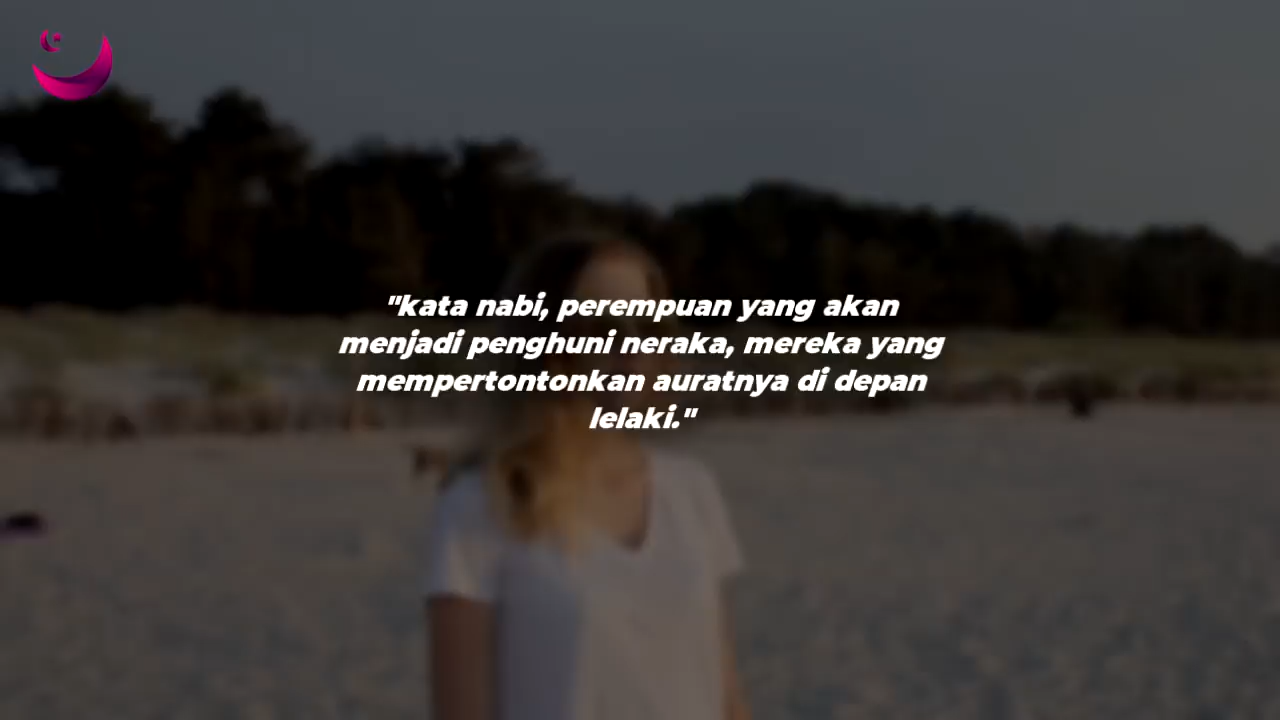 "kata nabi, perempuan yang akan
menjadi penghuni neraka, mereka yang
mempertontonkan auratnya di depan
lelaki."